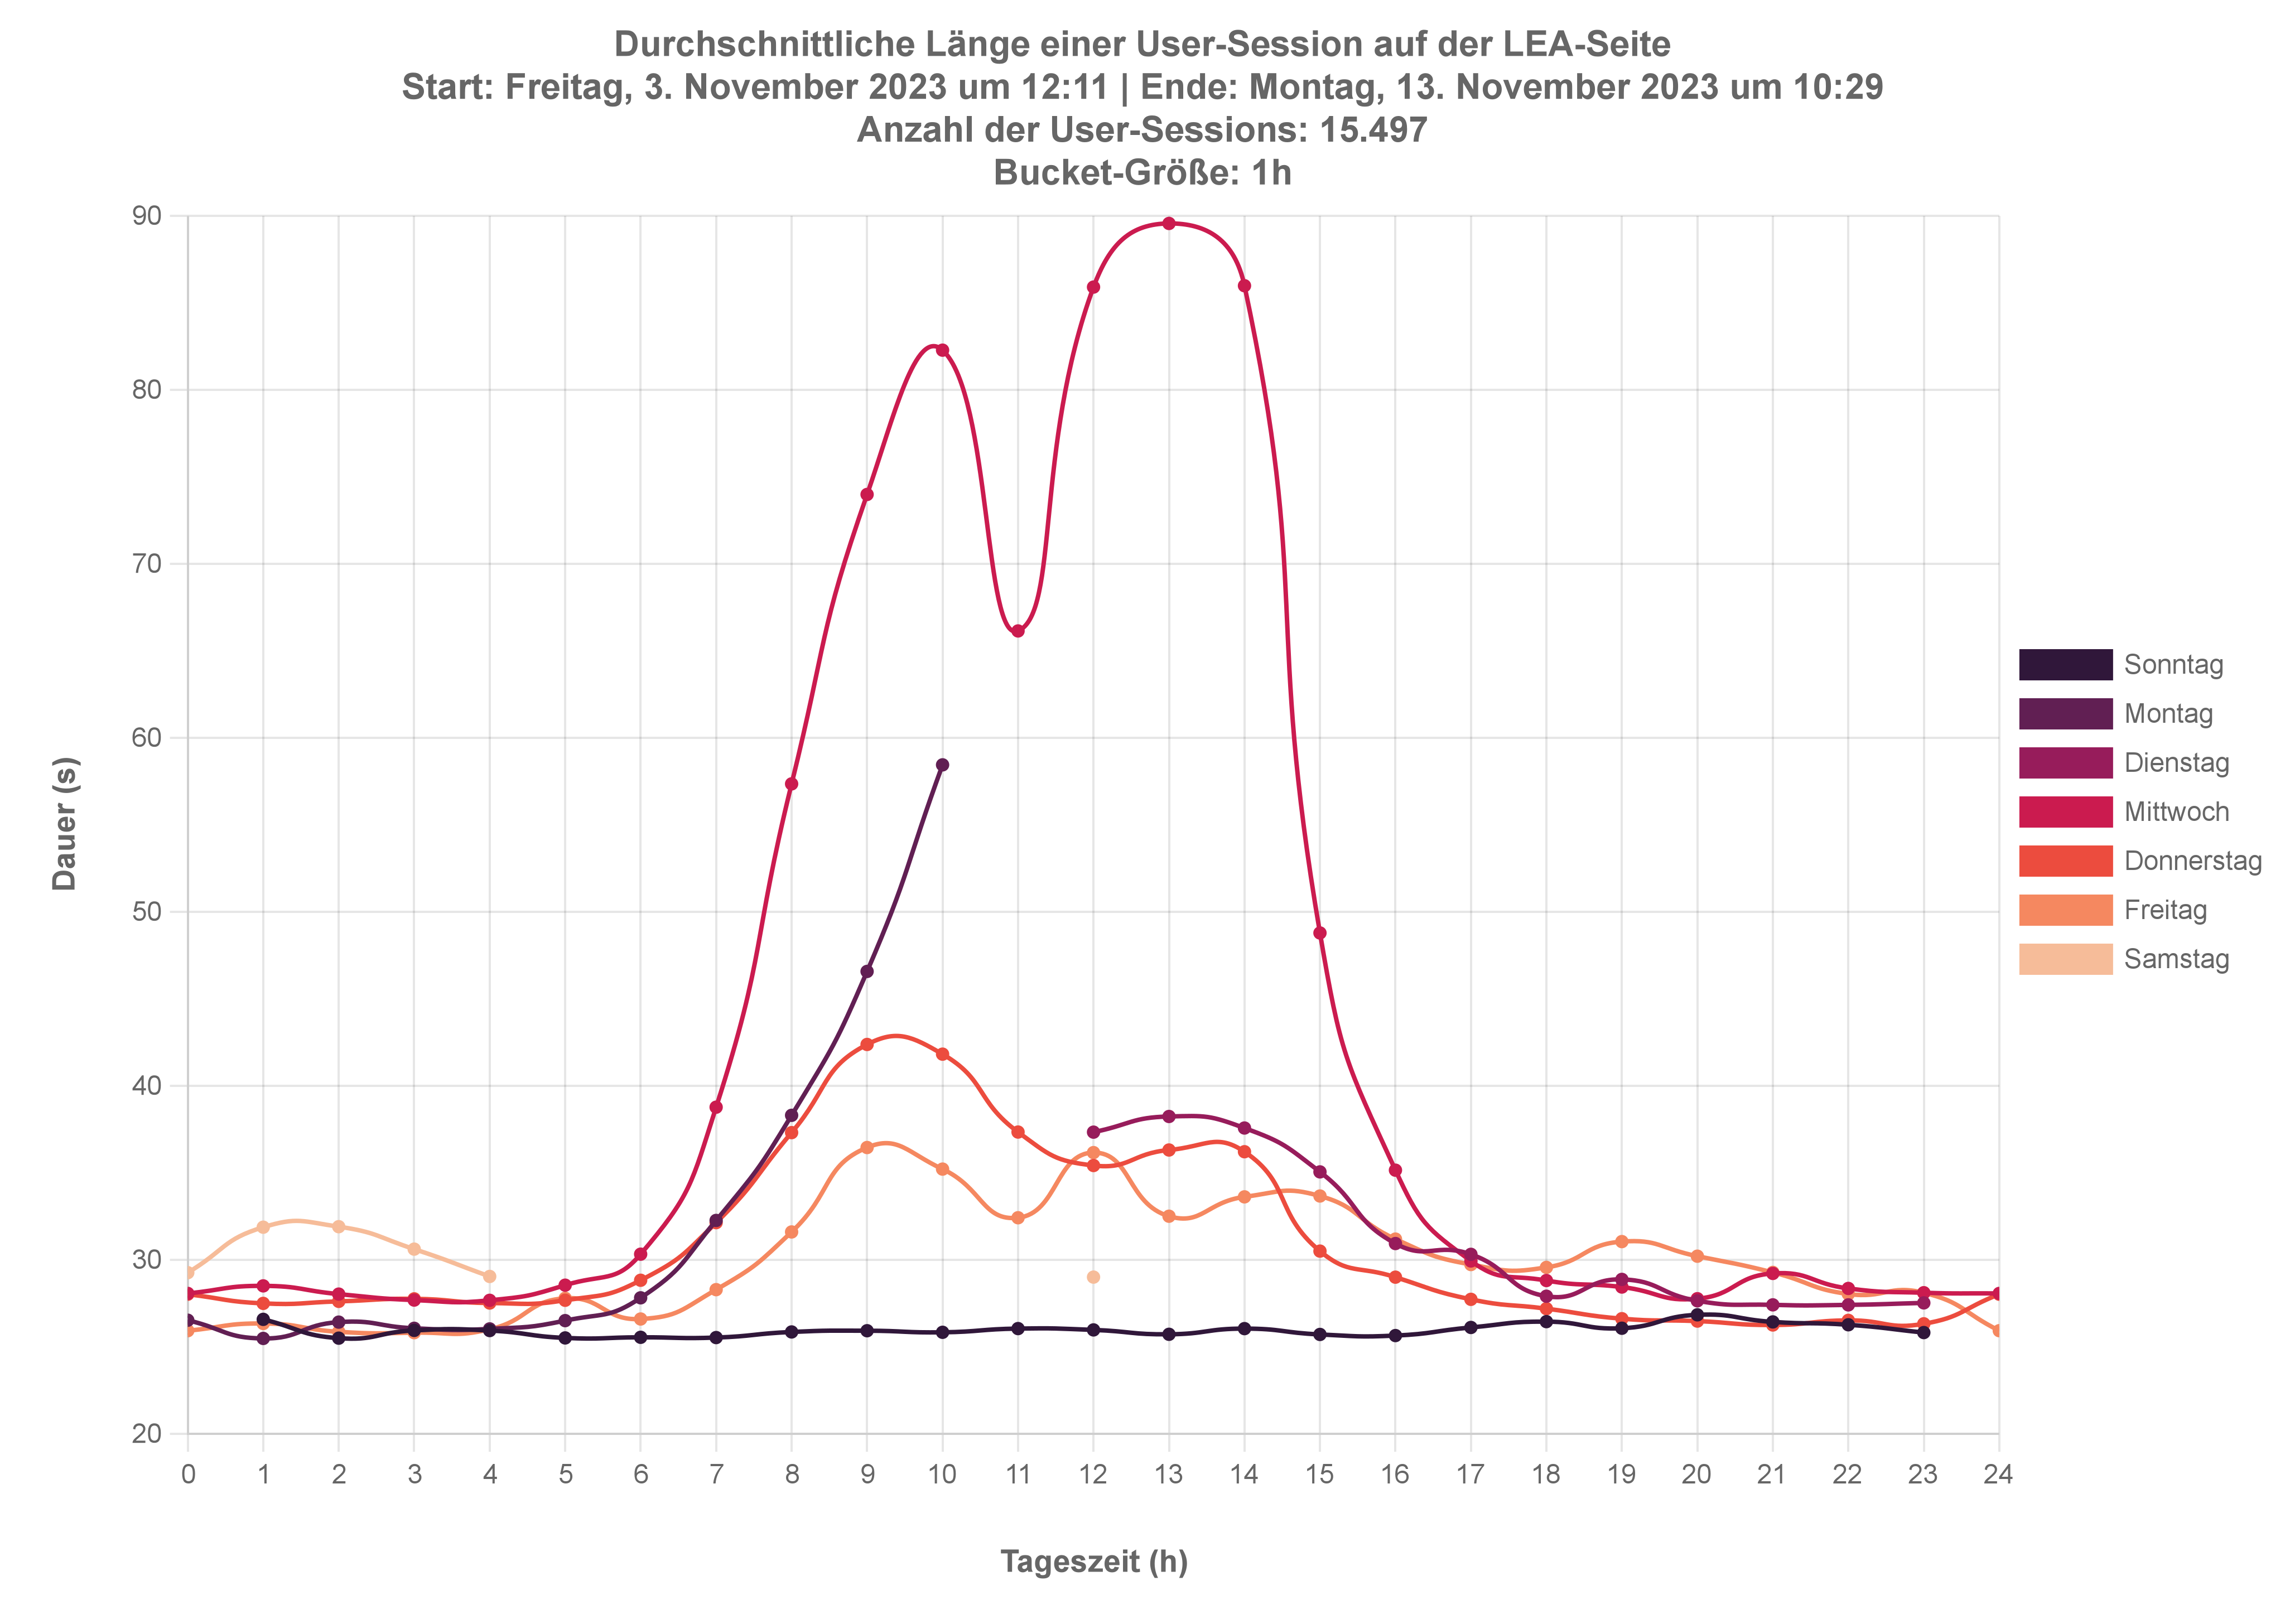 Durchschnittliche Länge einer User-Session auf der LEA-Seite
Start: Freitag, 3. November 2023 um 12:11 | Ende: Montag, 13. November 2023 um 10:29
Anzahl der User-Sessions: 15.497
Bucket-Größe: 1h
90
80
70
60
50
40
30
20
Dauer (s)
0 1 2 3 4 5 6 7 8 9 10 11 12 13 14 15 16 17 18 19 20 21 22 23 24
Tageszeit (h)
Sonntag
Montag
Dienstag
Mittwoch
Donnerstag
Freitag
Samstag